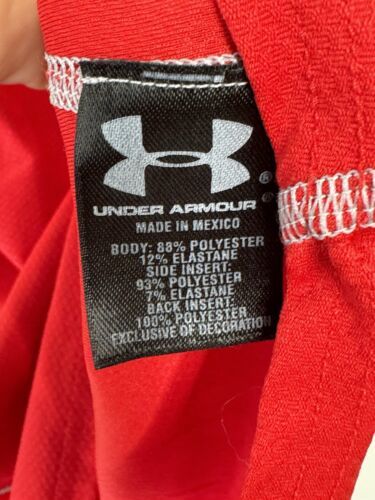 UNDER ARMOUR
MADE IN MEXICO
BODY: 88% POLYESTER
12% ELASTANE
SIDE INSERT:
93% POLYESTER
7% ELASTANE
BACK INSERT:
100% POLYESTER
EXCLUSIVE OF DECORATION